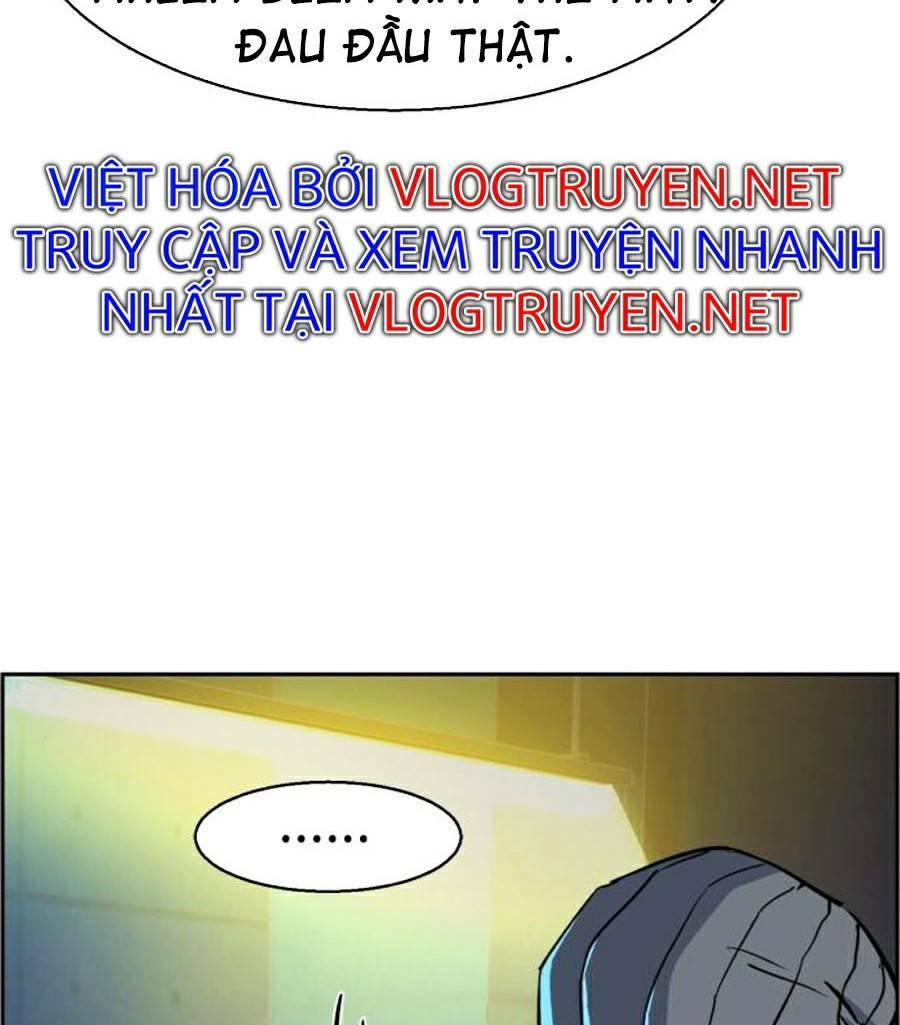 ĐAU ĐẦU THẬT.
VIỆT HÓA BỞI VLOGTRUYEN.NET
TRUY CẬP VÀ XEM TRUYỆN NHANH
NHẤT TẠI VLOGTRUYEN.NET
......